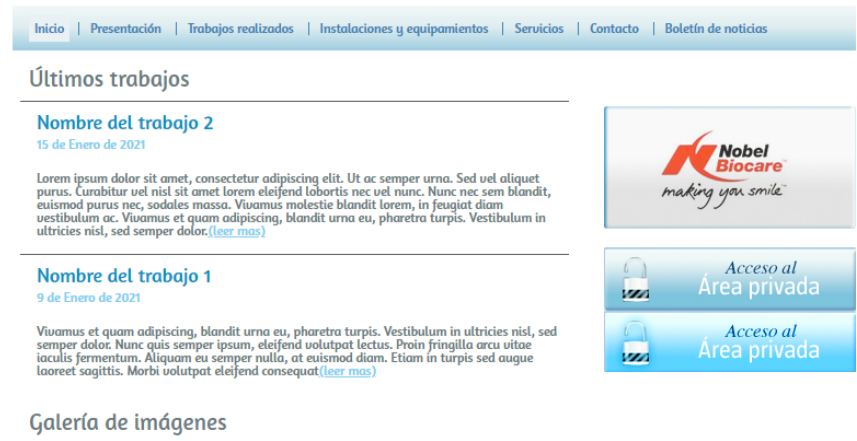 Inicio | Presentación | Trabajos realizados | Instalaciones y equipamientos | Servicios | Contacto | Boletín de noticias
Últimos trabajos
Nombre del trabajo 2
15 de Enero de 2021
Lorem ipsum dolor sit amet, consectetur adipiscing elit. Ut ac semper urna. Sed vel aliquet
purus. Curabitur vel nisl sit amet lorem eleifend lobortis nec vel nunc. Nunc nec sem blandit,
euismod purus nec, sodales massa. Vivamus molestie blandit lorem, in feugiat diam
vestibulum ac. Vivamus et quam adipiscing, blandit urna eu, pharetra turpis. Vestibulum in
ultricies nisl, sed semper dolor.(leer mas)
Nombre del trabajo 1
9 de Enero de 2021
Vivamus et quam adipiscing, blandit urna eu, pharetra turpis. Vestibulum in ultricies nisl, sed
semper dolor. Nunc quis semper ipsum, eleifend volutpat lectus. Proin fringilla arcu vitae
iaculis fermentum. Aliquam eu semper nulla, at euismod diam. Etiam in turpis sed augue
laoreet sagittis. Morbi volutpat eleifend consequat(leer mas)
Galería de imágenes
Nobel
Biocare™
making you smile™
Acceso al
Área privada
Acceso al
Área privada